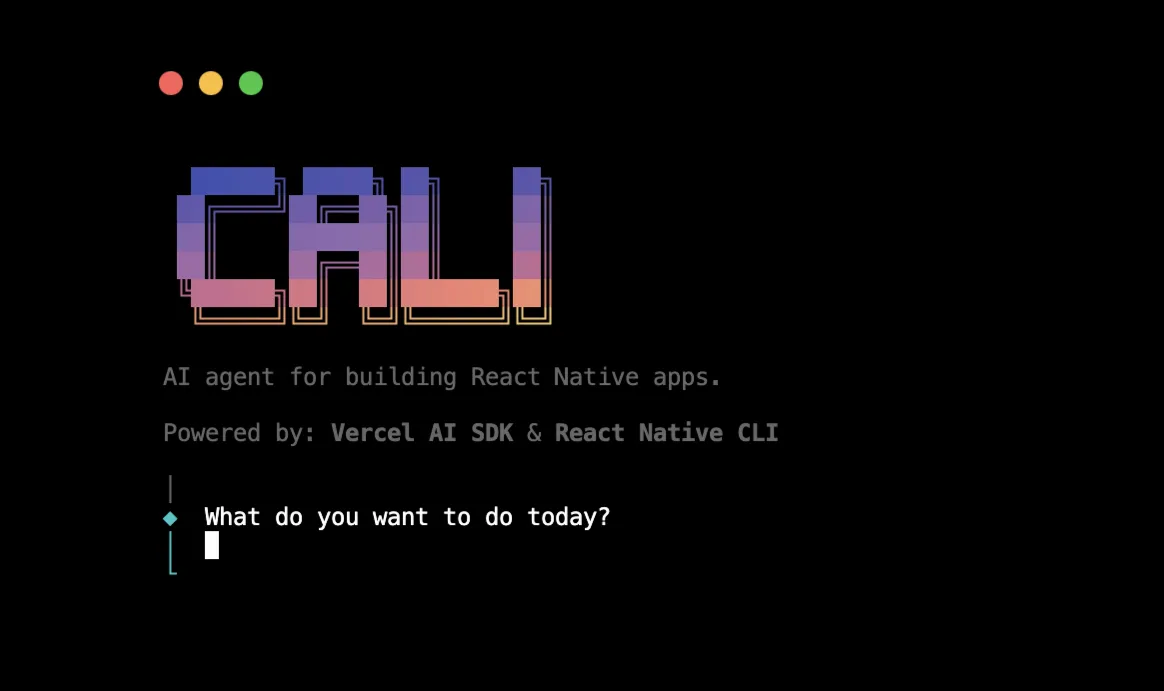 CALI
AI agent for building React Native apps.
Powered by: Vercel AI SDK & React Native CLI
What do you want to do today?